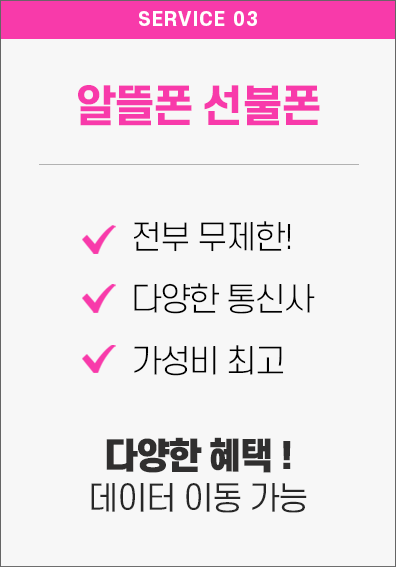 SERVICE 03
알뜰폰 선불폰
전부 무제한!
다양한 통신사
가성비 최고
다양한 혜택 !
데이터 이동 가능